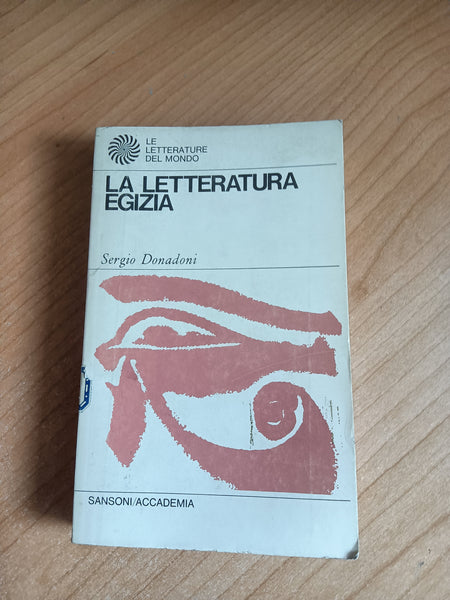 LE
LETTERATURE
DEL MONDO
LA LETTERATURA
EGIZIA
Sergio Donadoni
SANSONI/ACCADEMIA